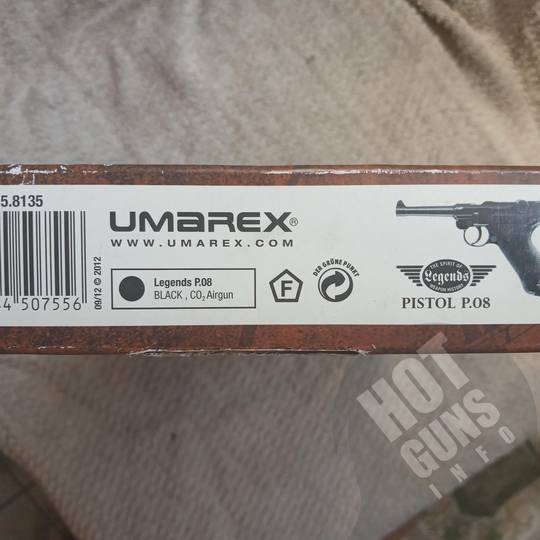 5.8135
4 507556
09/12 © 2012
UMAREX®
WWW.UMAREX.COM
Legends P.08
BLACK , CO₂ Airgun
F
DER GRÜNE PUNKT
THE SPIRIT OF
Legends
WEAPON HISTORY
PISTOL P.08
HOT
GUNS
INFO